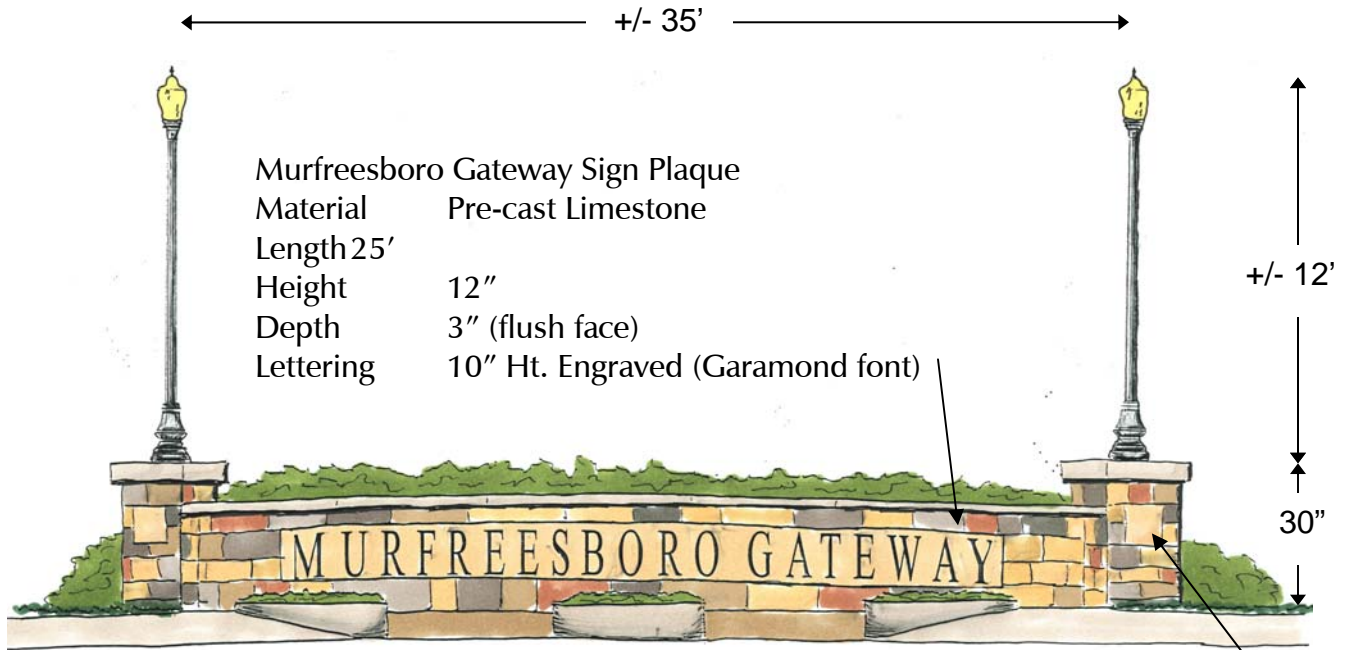 +/- 35’
Murfreesboro Gateway Sign Plaque
Material Pre-cast Limestone
Length 25’
Height 12”
Depth 3” (flush face)
Lettering 10” Ht. Engraved (Garamond font)
+/- 12’
30”
MURFREESBORO GATEWAY